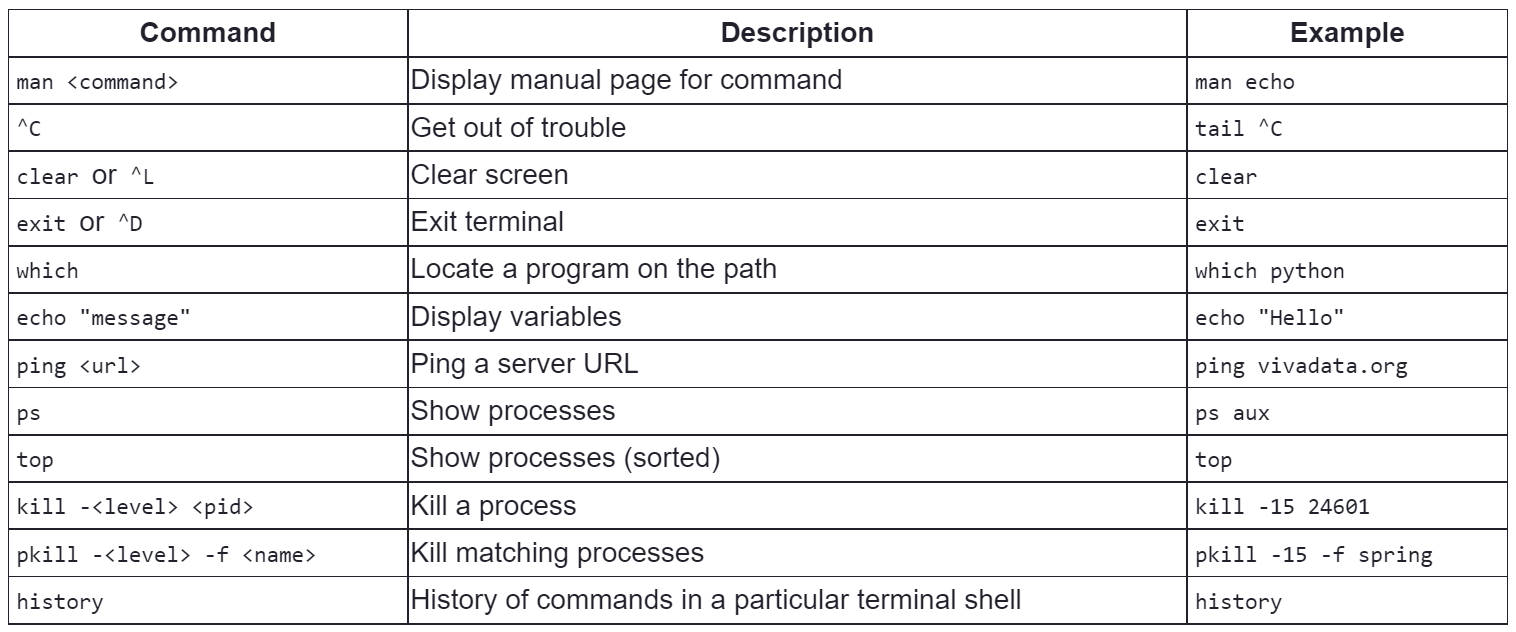 Command Description Example
man <command> Display manual page for command man echo
^C Get out of trouble tail ^C
clear or ^L Clear screen clear
exit or ^D Exit terminal exit
which Locate a program on the path which python
echo "message" Display variables echo "Hello"
ping <url> Ping a server URL ping vivadata.org
ps Show processes ps aux
top Show processes (sorted) top
kill -<level> <pid> Kill a process kill -15 24601
pkill -<level> -f <name> Kill matching processes pkill -15 -f spring
history History of commands in a particular terminal shell history